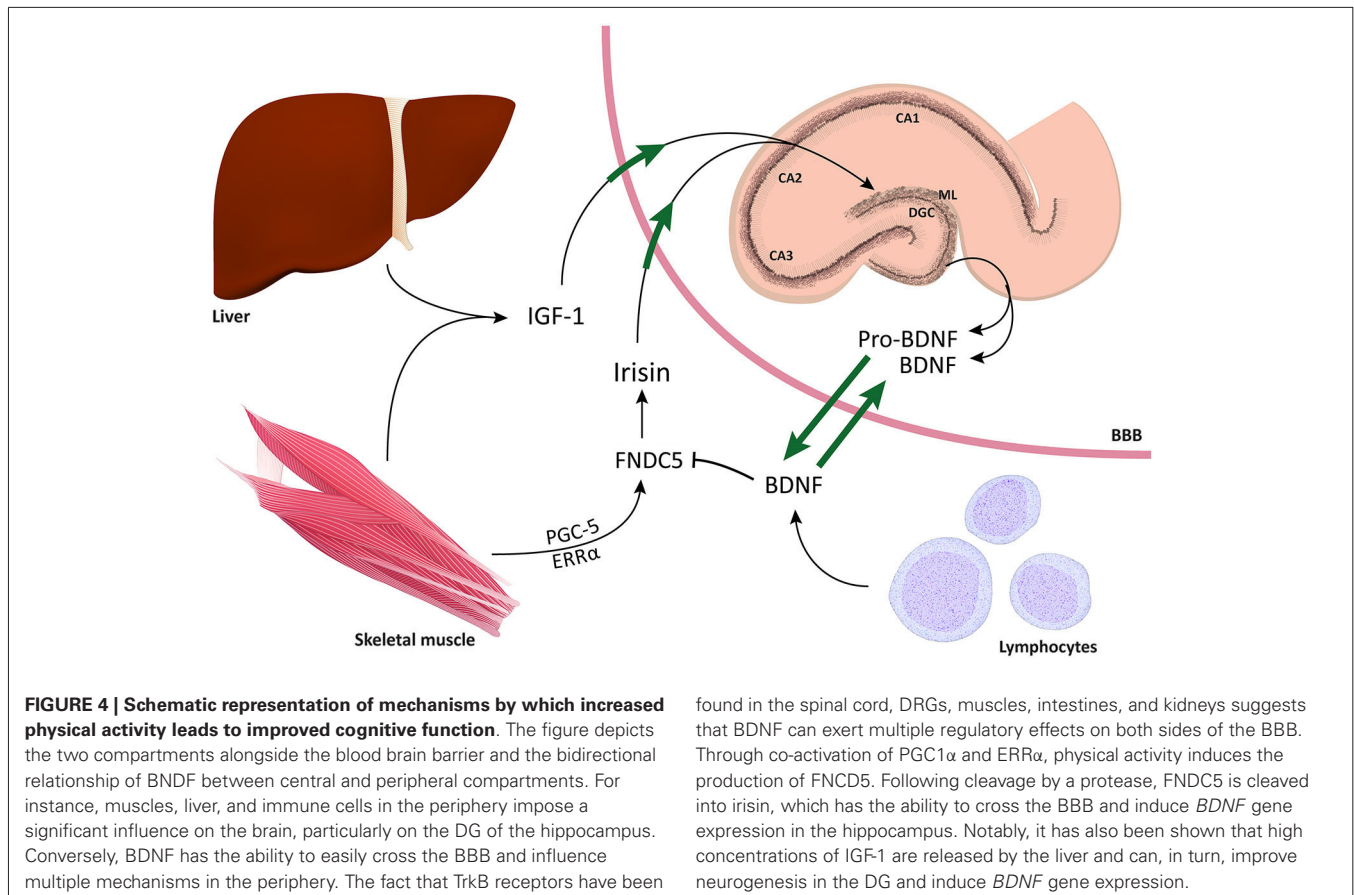 CA1
CA2
ML
DGC
CA3
Liver
IGF-1
Pro-BDNF
BDNF
Irisin
BBB
FNDC5
BDNF
PGC-5
ERRα
Skeletal muscle
Lymphocytes
FIGURE 4 | Schematic representation of mechanisms by which increased
physical activity leads to improved cognitive function. The figure depicts
the two compartments alongside the blood brain barrier and the bidirectional
relationship of BNDF between central and peripheral compartments. For
instance, muscles, liver, and immune cells in the periphery impose a
significant influence on the brain, particularly on the DG of the hippocampus.
Conversely, BDNF has the ability to easily cross the BBB and influence
multiple mechanisms in the periphery. The fact that TrkB receptors have been
found in the spinal cord, DRGs, muscles, intestines, and kidneys suggests
that BDNF can exert multiple regulatory effects on both sides of the BBB.
Through co-activation of PGC1α and ERRα, physical activity induces the
production of FNCD5. Following cleavage by a protease, FNDC5 is cleaved
into irisin, which has the ability to cross the BBB and induce BDNF gene
expression in the hippocampus. Notably, it has also been shown that high
concentrations of IGF-1 are released by the liver and can, in turn, improve
neurogenesis in the DG and induce BDNF gene expression.